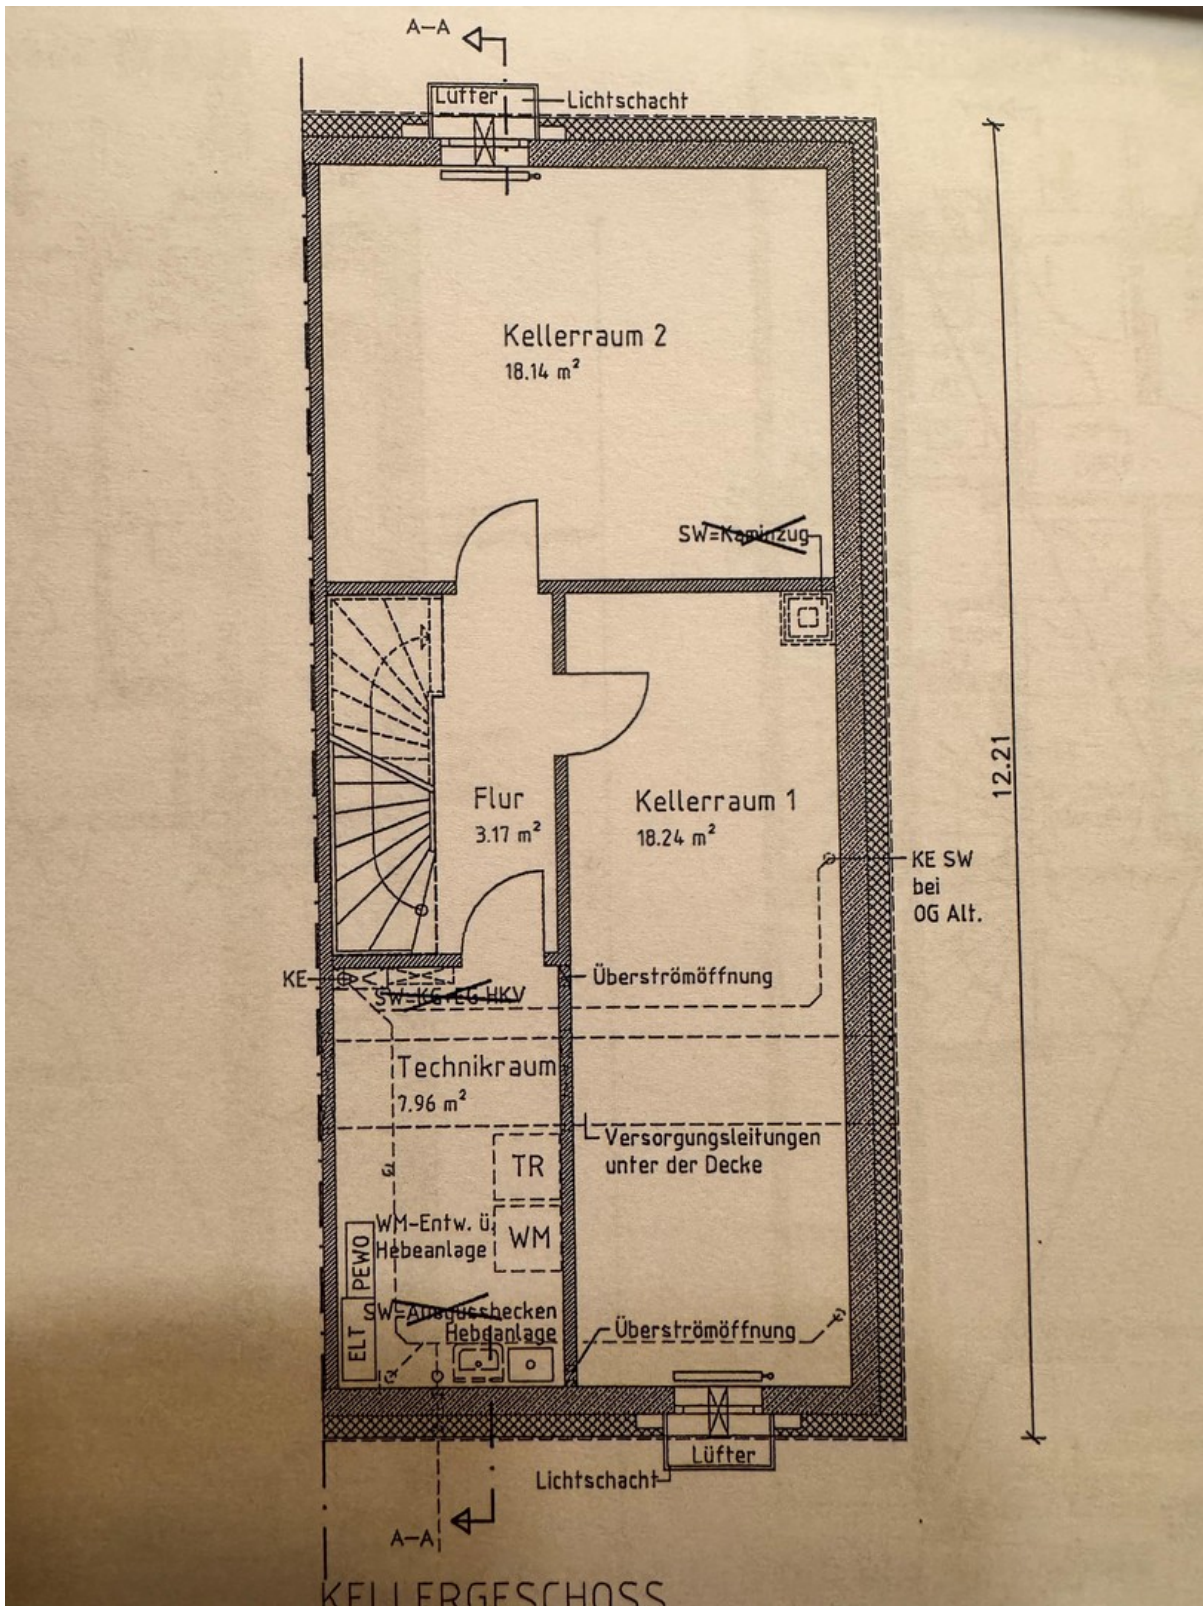 A-A
Lüfter
Lichtschacht
Kellerraum 2
18.14 m²
SW=Kaminzug
12.21
Flur
3.17 m²
Kellerraum 1
18.24 m²
KE SW
bei
OG Alt.
KE
Überströmöffnung
SW=KG+EG HKV
Technikraum
7.96 m²
Versorgungsleitungen
unter der Decke
TR
WM-Entw. ü.
Hebeanlage
WM
PEWO
ELT
SW=Ausgussbecken
Hebeanlage
Überströmöffnung
Lüfter
Lichtschacht
A-A
KELLERGESCHOSS